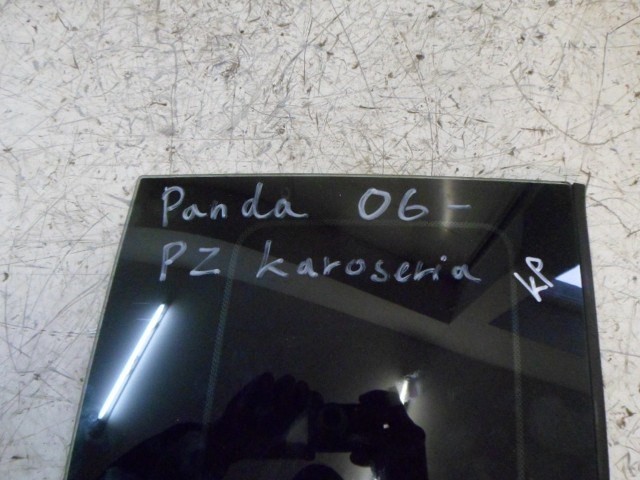 Panda 06-
PZ karoseria
KP